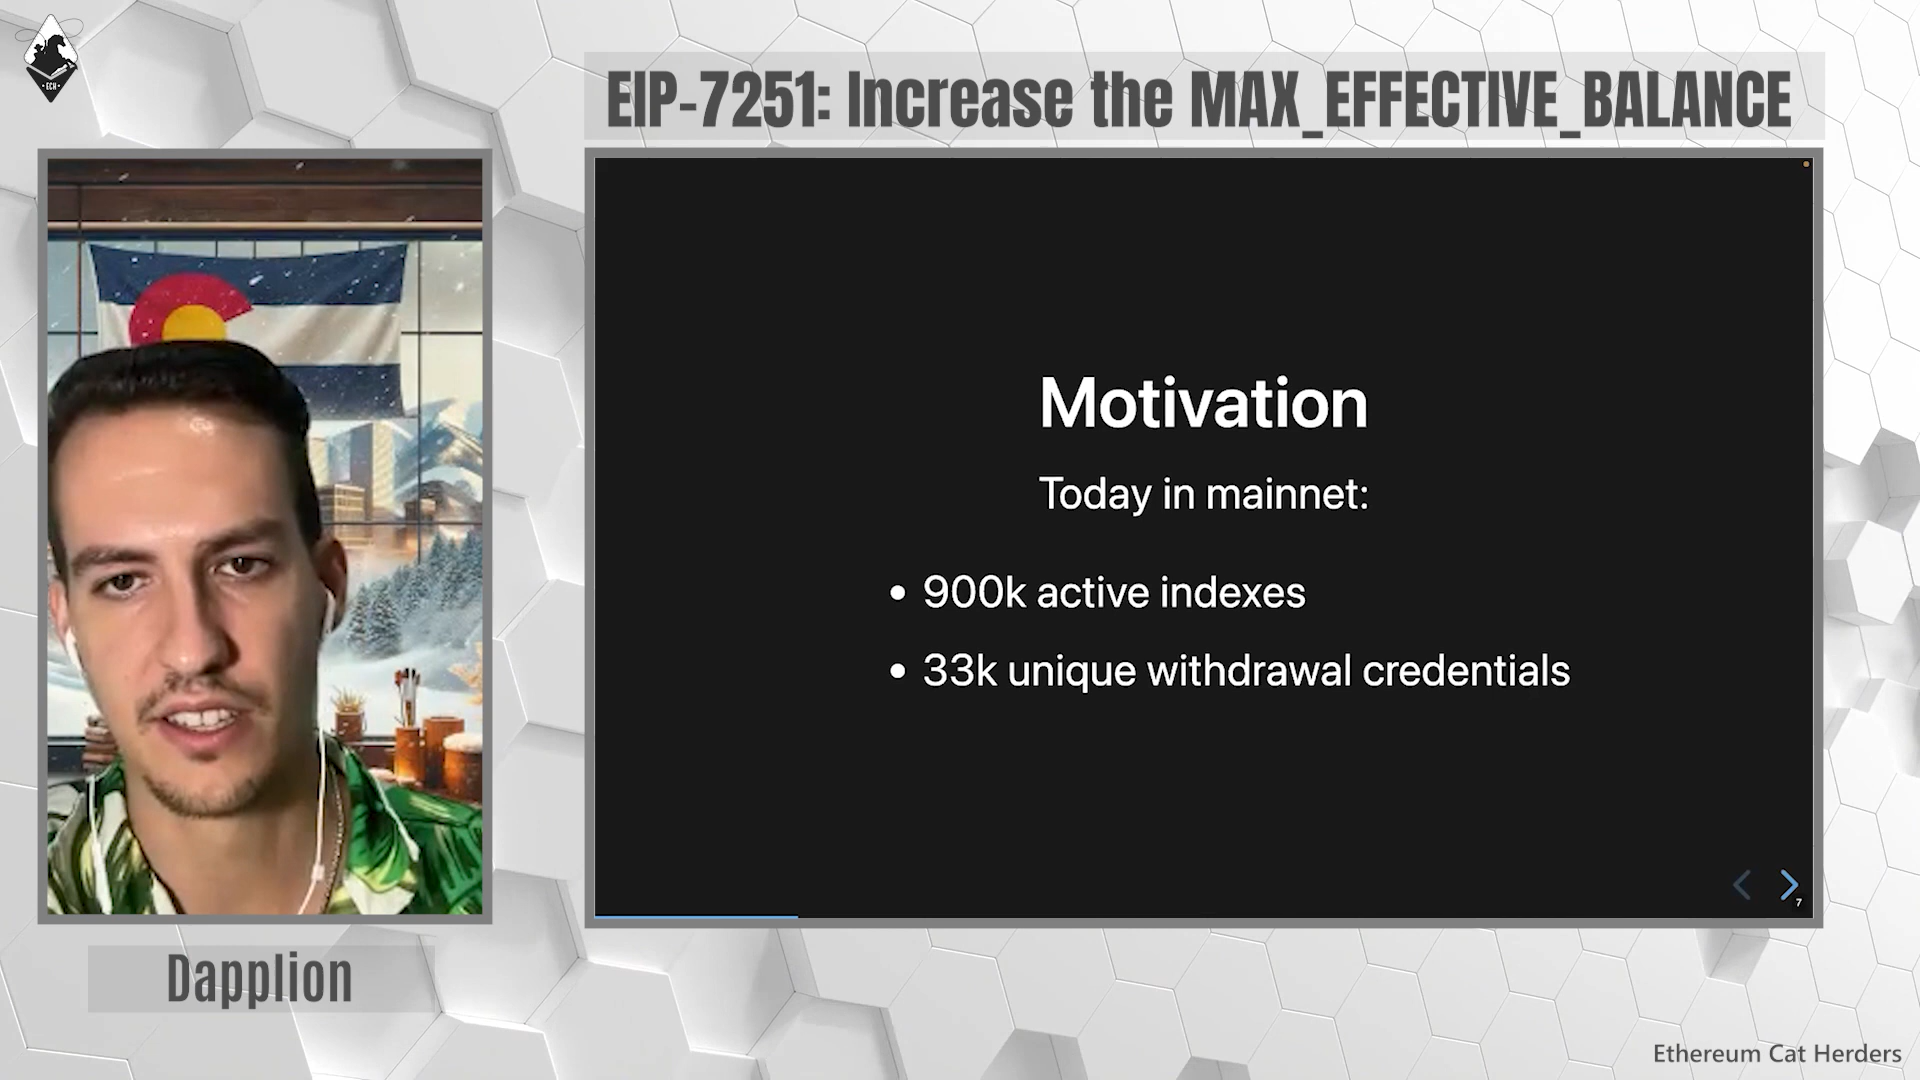 ECH
EIP-7251: Increase the MAX_EFFECTIVE_BALANCE
Motivation
Today in mainnet:
• 900k active indexes
• 33k unique withdrawal credentials
7
Dapplion
Ethereum Cat Herders